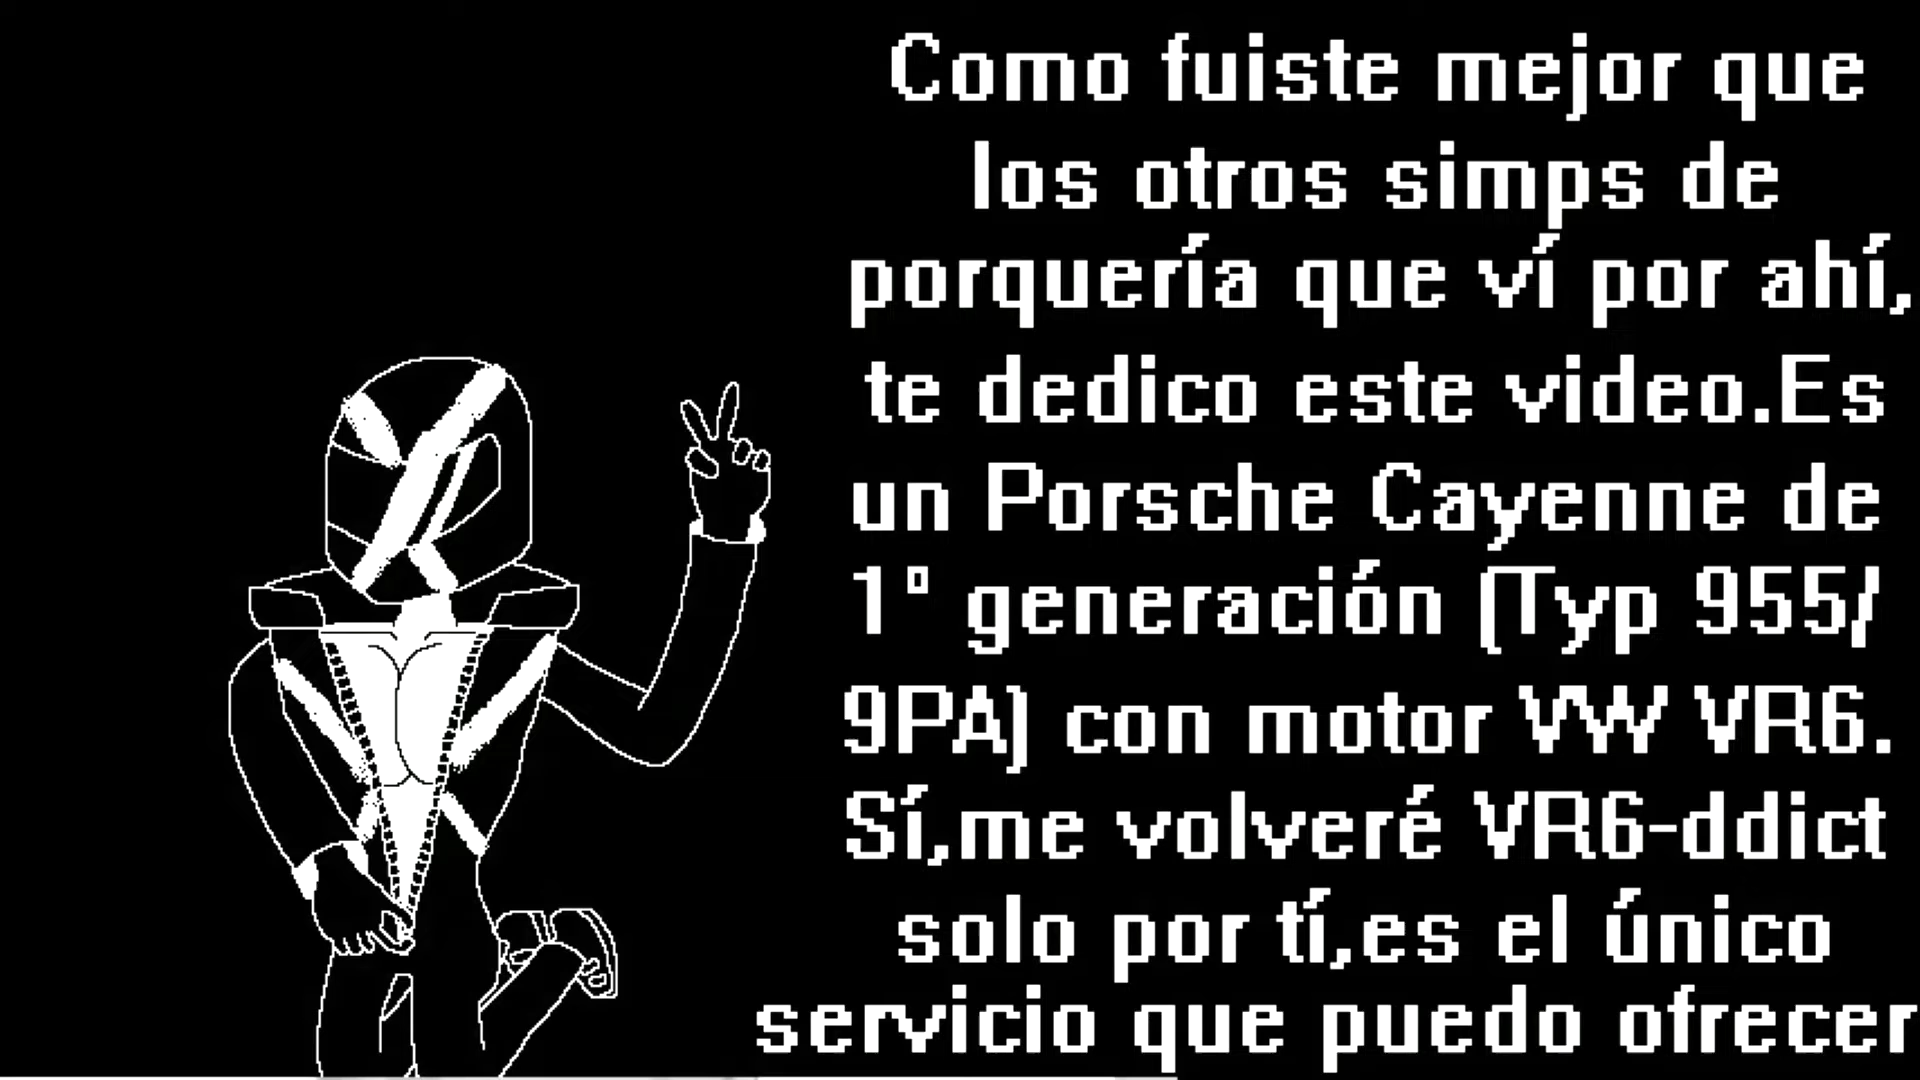 Como fuiste mejor que
los otros simps de
porquería que ví por ahí,
te dedico este video.Es
un Porsche Cayenne de
1° generación (Typ 955/
9PA) con motor VW VR6.
Sí,me volveré VR6-ddict
solo por tí,es el único
servicio que puedo ofrecer